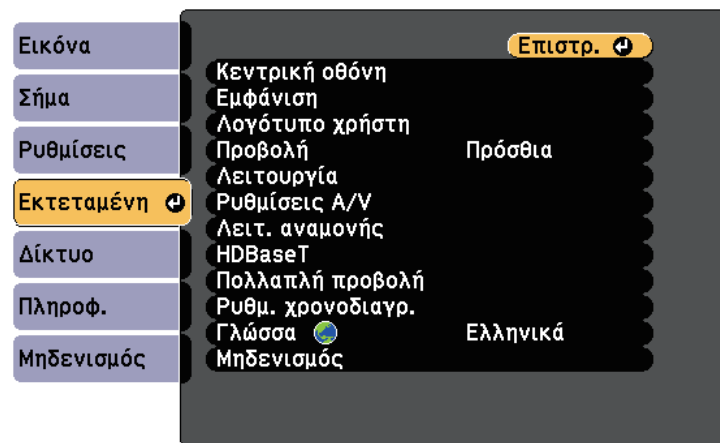 Εικόνα
Σήμα
Ρυθμίσεις
Εκτεταμένη
Δίκτυο
Πληροφ.
Μηδενισμός
Επιστρ.
Κεντρική οθόνη
Εμφάνιση
Λογότυπο χρήστη
Προβολή Πρόσθια
Λειτουργία
Ρυθμίσεις A/V
Λειτ. αναμονής
HDBaseT
Πολλαπλή προβολή
Ρυθμ. χρονοδιαγρ.
Γλώσσα Ελληνικά
Μηδενισμός